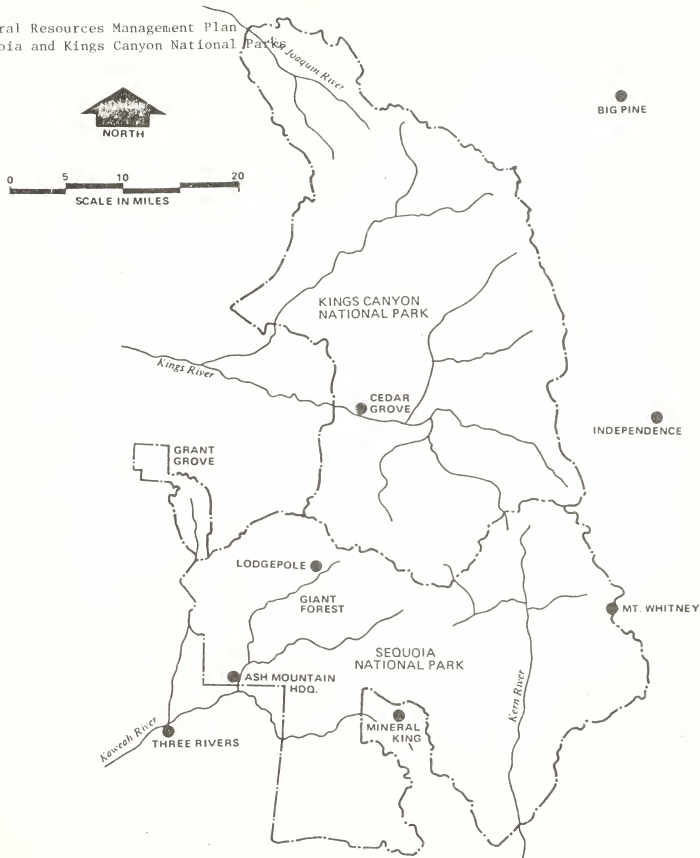 ral Resources Management Plan
oia and Kings Canyon National Parks
San Joaquin River
BIG PINE
NORTH
0 5 10 20
SCALE IN MILES
KINGS CANYON
NATIONAL PARK
Kings River
CEDAR
GROVE
INDEPENDENCE
GRANT
GROVE
LODGEPOLE
GIANT
FOREST
MT. WHITNEY
SEQUOIA
NATIONAL PARK
ASH MOUNTAIN
HDQ.
Kern River
MINERAL
KING
Kaweah River
THREE RIVERS